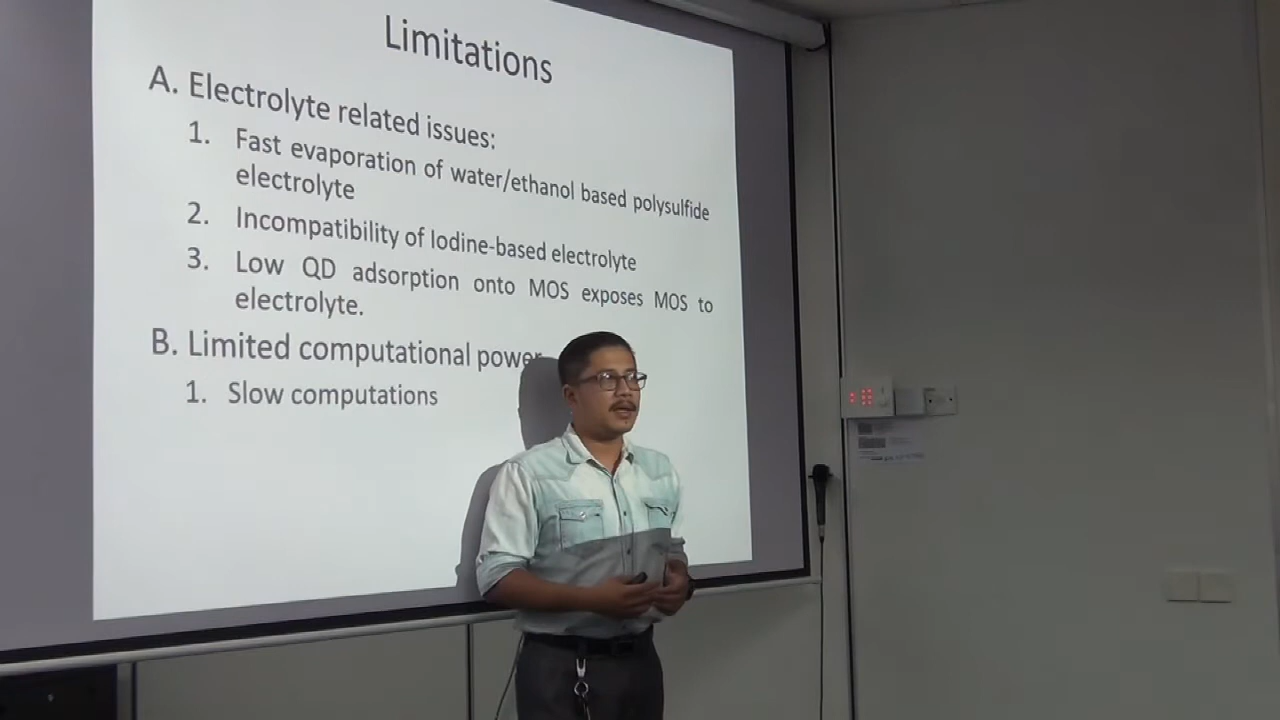 Limitations
A. Electrolyte related issues:
1. Fast evaporation of water/ethanol based polysulfide
electrolyte
2. Incompatibility of Iodine-based electrolyte
3. Low QD adsorption onto MOS exposes MOS to
electrolyte.
B. Limited computational power
1. Slow computations